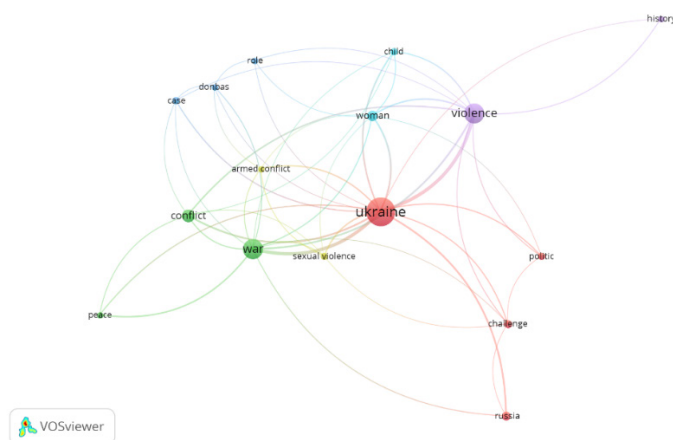 history
child
role
donbas
case
woman
violence
armed conflict
ukraine
conflict
war
sexual violence
politic
peace
challenge
russia
VOSviewer